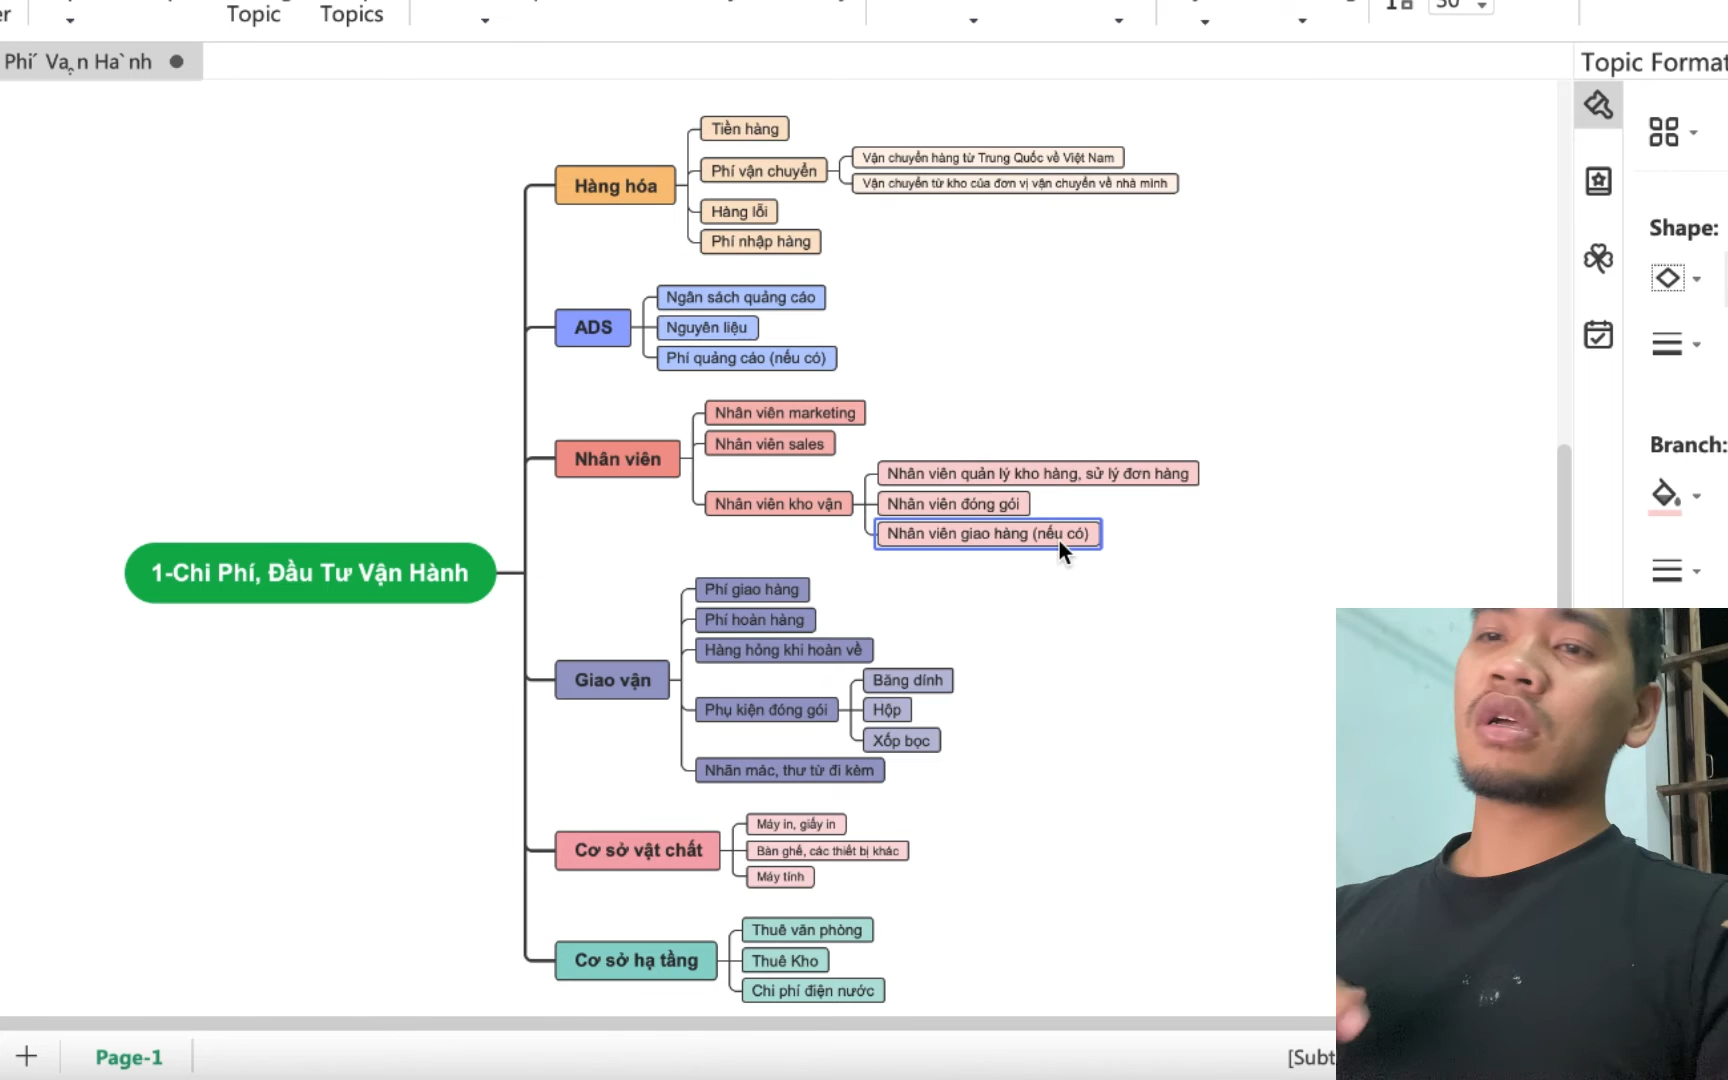 Topic
Topics
50
Phí Vận Hành
Topic Format
Shape:
Branch:
1-Chi Phí, Đầu Tư Vận Hành
Hàng hóa
Tiền hàng
Phí vận chuyển
Vận chuyển hàng từ Trung Quốc về Việt Nam
Vận chuyển từ kho của đơn vị vận chuyển về nhà mình
Hàng lỗi
Phí nhập hàng
ADS
Ngân sách quảng cáo
Nguyên liệu
Phí quảng cáo (nếu có)
Nhân viên
Nhân viên marketing
Nhân viên sales
Nhân viên kho vận
Nhân viên quản lý kho hàng, sử lý đơn hàng
Nhân viên đóng gói
Nhân viên giao hàng (nếu có)
Giao vận
Phí giao hàng
Phí hoàn hàng
Hàng hỏng khi hoàn về
Phụ kiện đóng gói
Băng dính
Hộp
Xốp bọc
Nhãn mác, thư từ đi kèm
Cơ sở vật chất
Máy in, giấy in
Bàn ghế, các thiết bị khác
Máy tính
Cơ sở hạ tầng
Thuê văn phòng
Thuê Kho
Chi phí điện nước
Page-1
[Subt